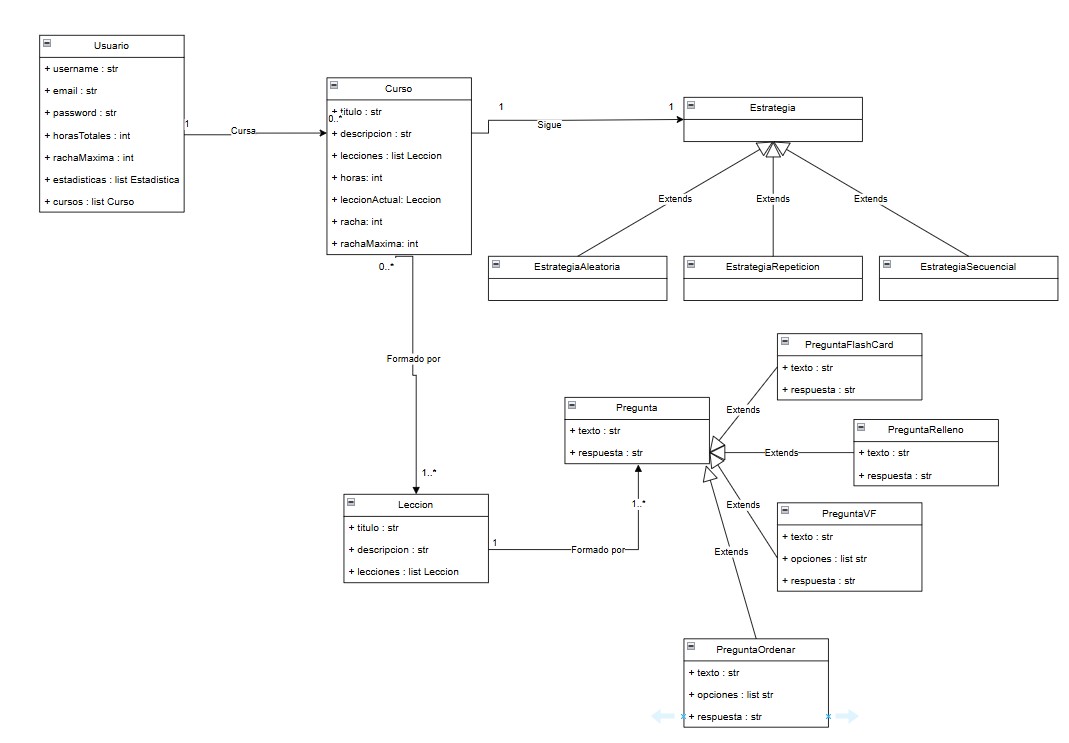 Usuario
+ username : str
+ email : str
+ password : str
+ horasTotales : int
+ rachaMaxima : int
+ estadisticas : list Estadistica
+ cursos : list Curso
1
Cursa
0..*
Curso
+ titulo : str
+ descripcion : str
+ lecciones : list Leccion
+ horas: int
+ leccionActual: Leccion
+ racha: int
+ rachaMaxima: int
1
Sigue
1
Estrategia
Extends
Extends
Extends
EstrategiaAleatoria
EstrategiaRepeticion
EstrategiaSecuencial
0..*
Formado por
1..*
Leccion
+ titulo : str
+ descripcion : str
+ lecciones : list Leccion
1
Formado por
1..*
Pregunta
+ texto : str
+ respuesta : str
Extends
PreguntaFlashCard
+ texto : str
+ respuesta : str
Extends
PreguntaRelleno
+ texto : str
+ respuesta : str
Extends
PreguntaVF
+ texto : str
+ opciones : list str
+ respuesta : str
Extends
PreguntaOrdenar
+ texto : str
+ opciones : list str
+ respuesta : str